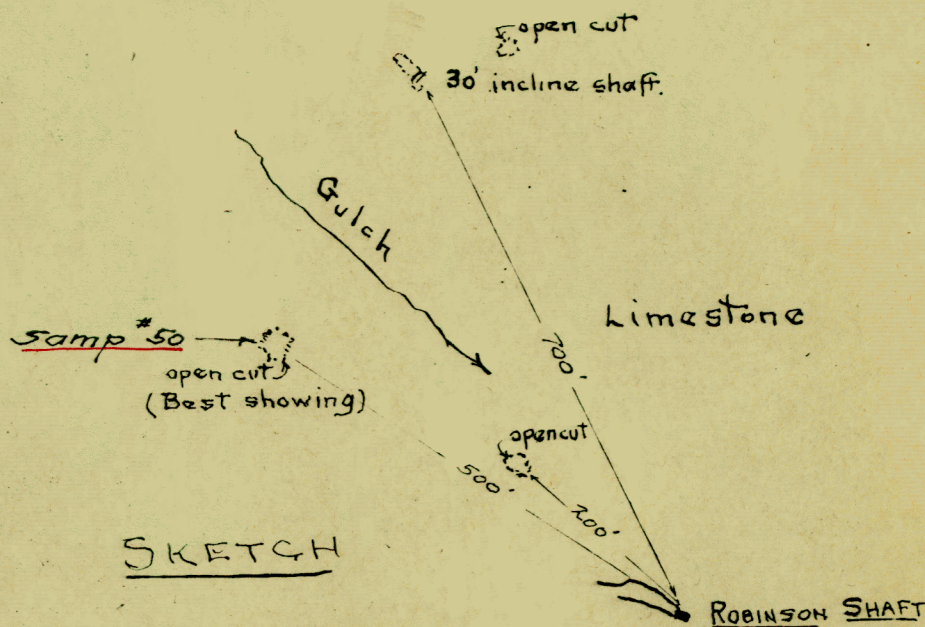 open cut
30' incline shaft.
Gulch
Limestone
700'
Samp #50
open cut
(Best showing)
opencut
500'
200'
SKETCH
ROBINSON SHAFT